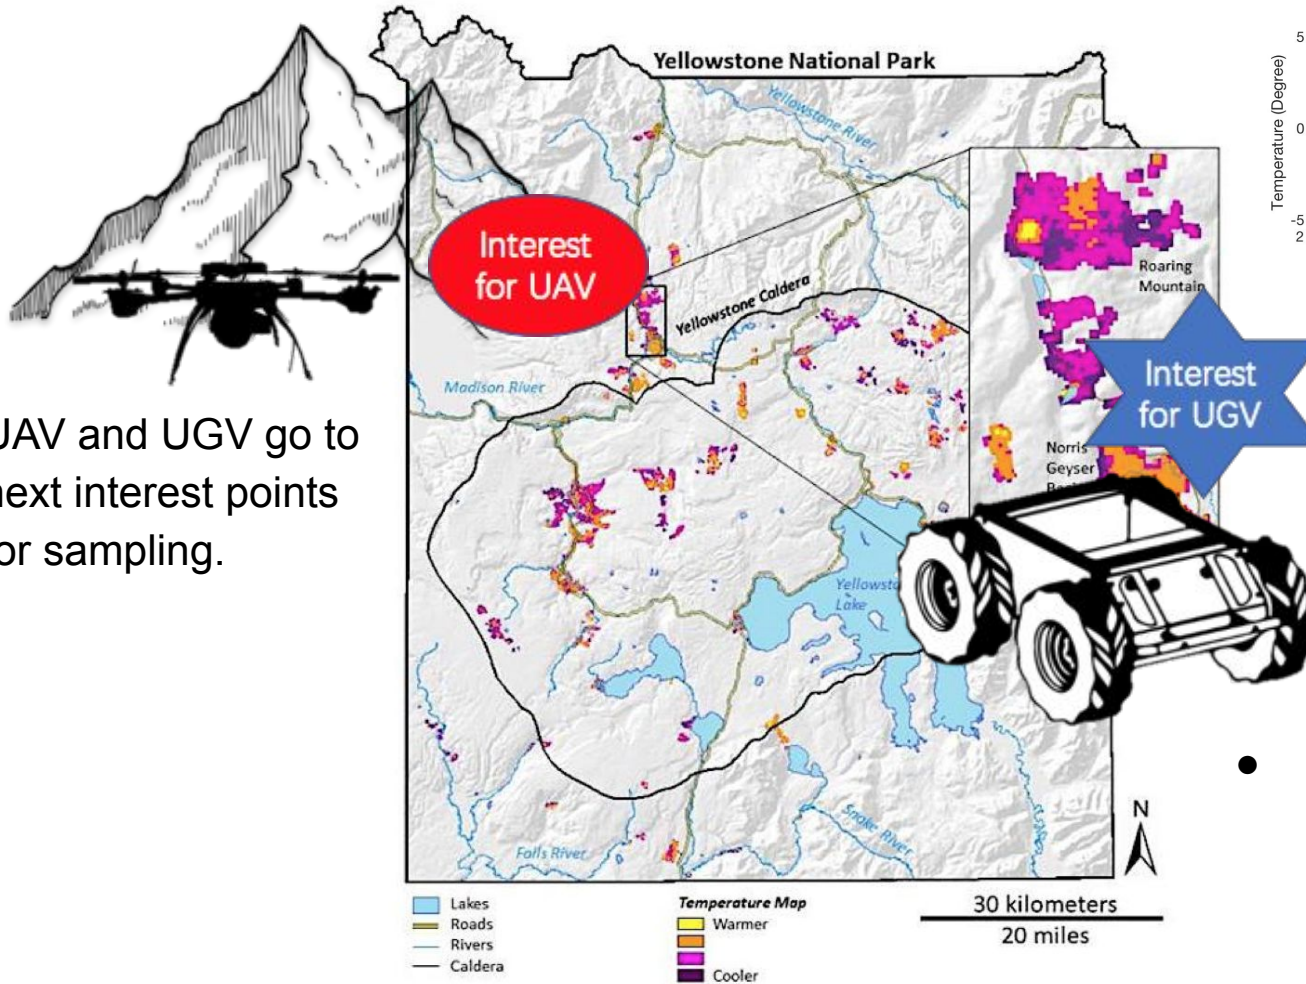 Yellowstone National Park
5
0
-5
2
Temperature (Degree)
Yellowstone River
Interest
for UAV
Roaring
Mountain
Yellowstone Caldera
Madison River
Interest
for UGV
UAV and UGV go to
next interest points
for sampling.
Norris
Geyser
Lake
N
Snake River
Falls River
Lakes
Roads
Rivers
Caldera
Temperature Map
Warmer
Cooler
30 kilometers
20 miles